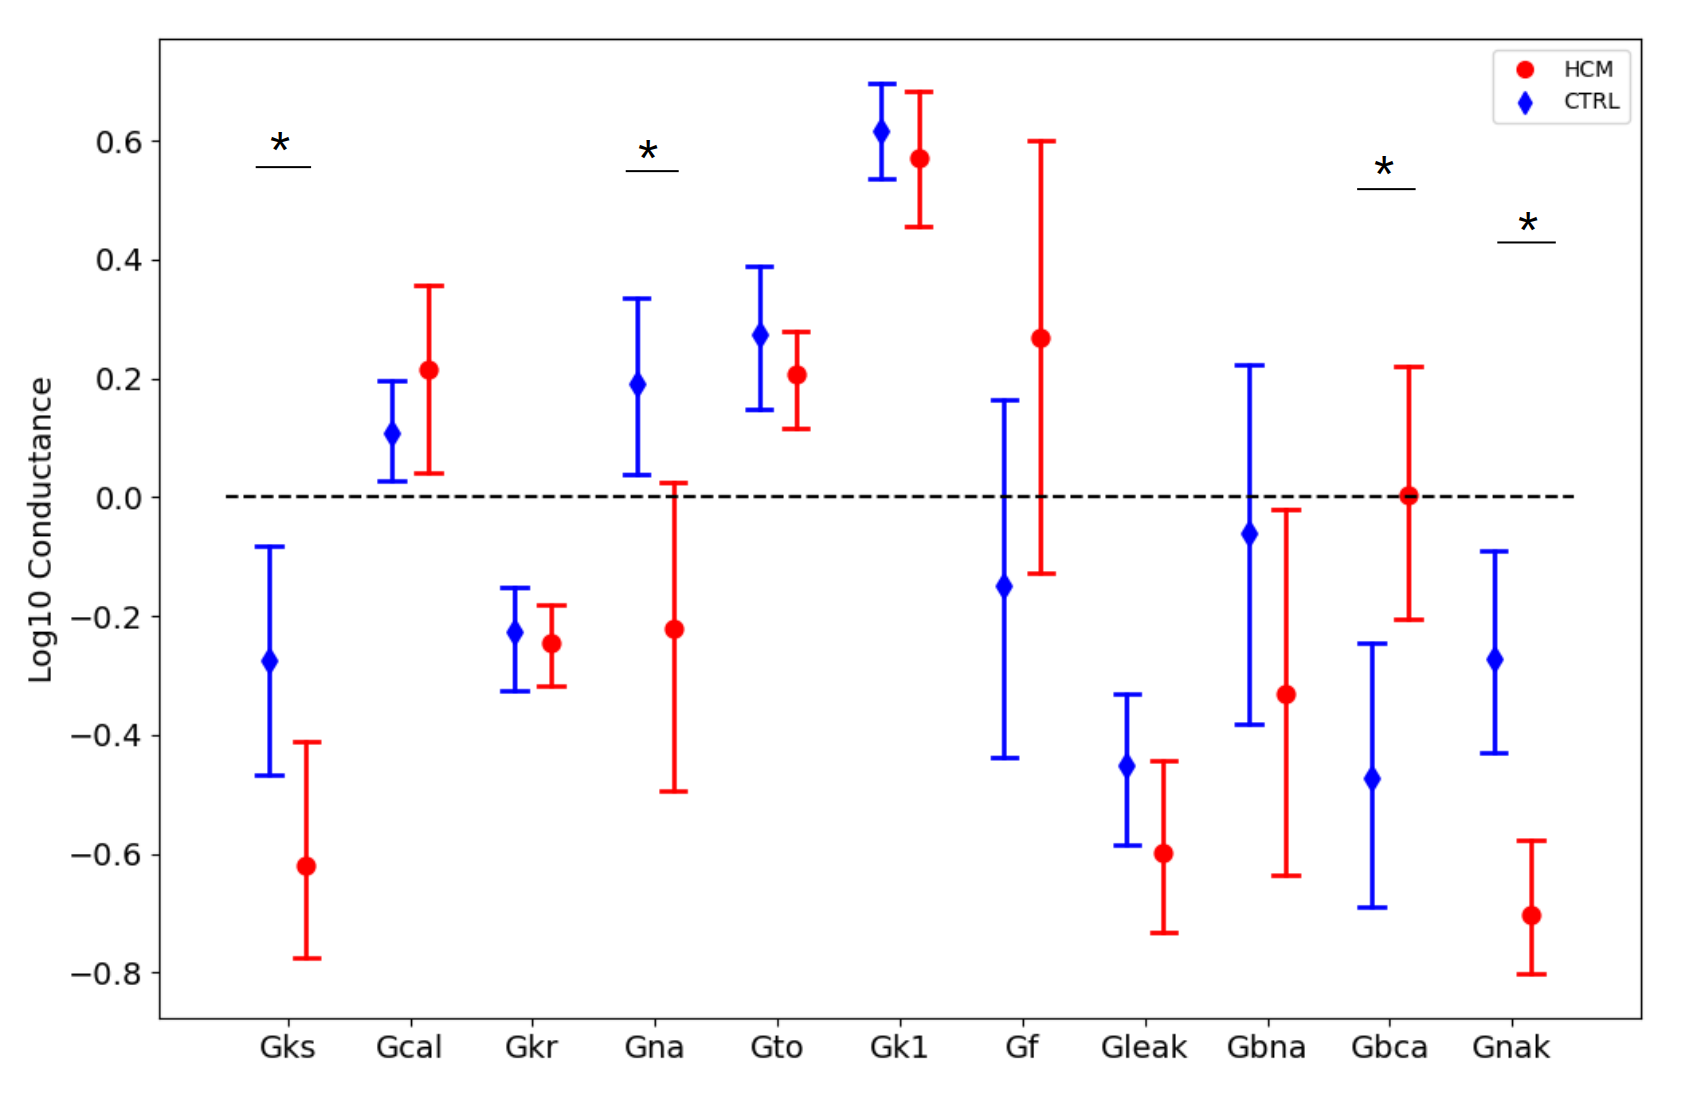 HCM
CTRL
* * * *
Log10 Conductance
0.6
0.4
0.2
0.0
−0.2
−0.4
−0.6
−0.8
Gks Gcal Gkr Gna Gto Gk1 Gf Gleak Gbna Gbca Gnak